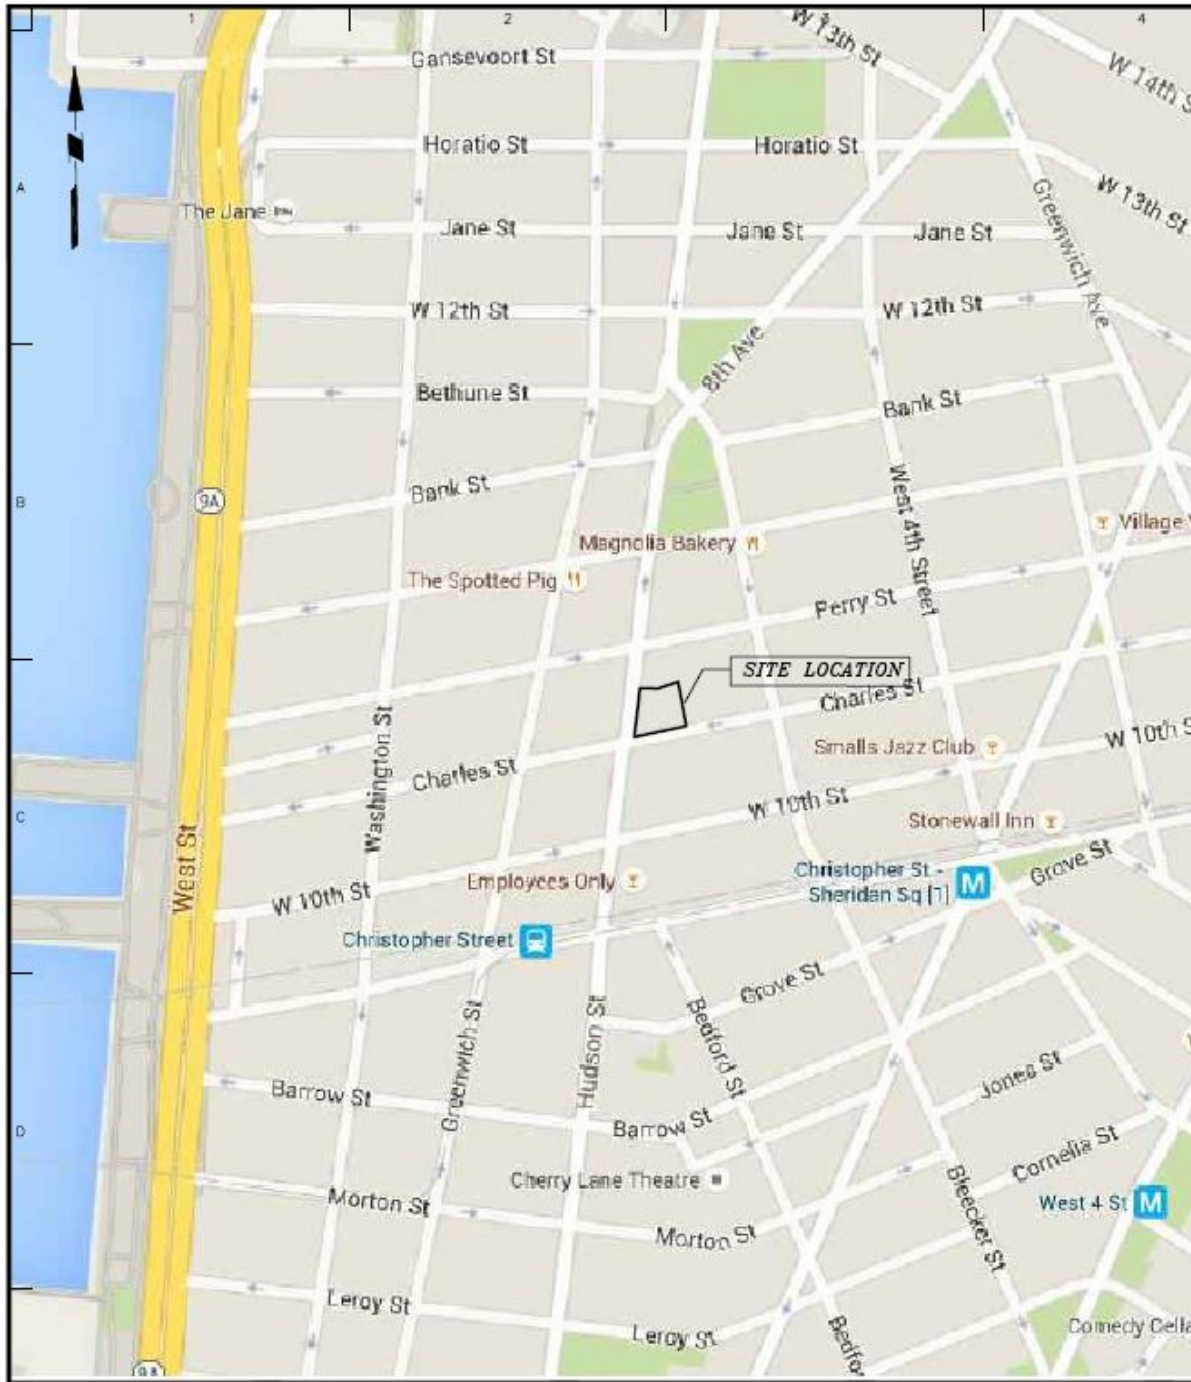 1
2
4
W 13th St
Gansevoort St
W 14th S
A
Horatio St
Horatio St
W 13th St
The Jane
Jane St
Jane St
Jane St
Greenwich Ave
W 12th St
W 12th St
8th Ave
Bethune St
Bank St
B
9A
Bank St
West 4th Street
Village
Magnolia Bakery
The Spotted Pig
Perry St
SITE LOCATION
Charles St
Washington St
Smalls Jazz Club
W 10th S
Charles St
W 10th St
C
Stonewall Inn
West St
Christopher St -
Sheridan Sq [1]
M
Grove St
Employees Only
W 10th St
Christopher Street
Grove St
Greenwich St
Hudson St
Bedford St
Jones St
Barrow St
Barrow St
D
Cornelia St
Cherry Lane Theatre
Bleecker St
West 4 St
M
Morton St
Morton St
Leroy St
Leroy St
Bedfo
Comedy Cella
9A